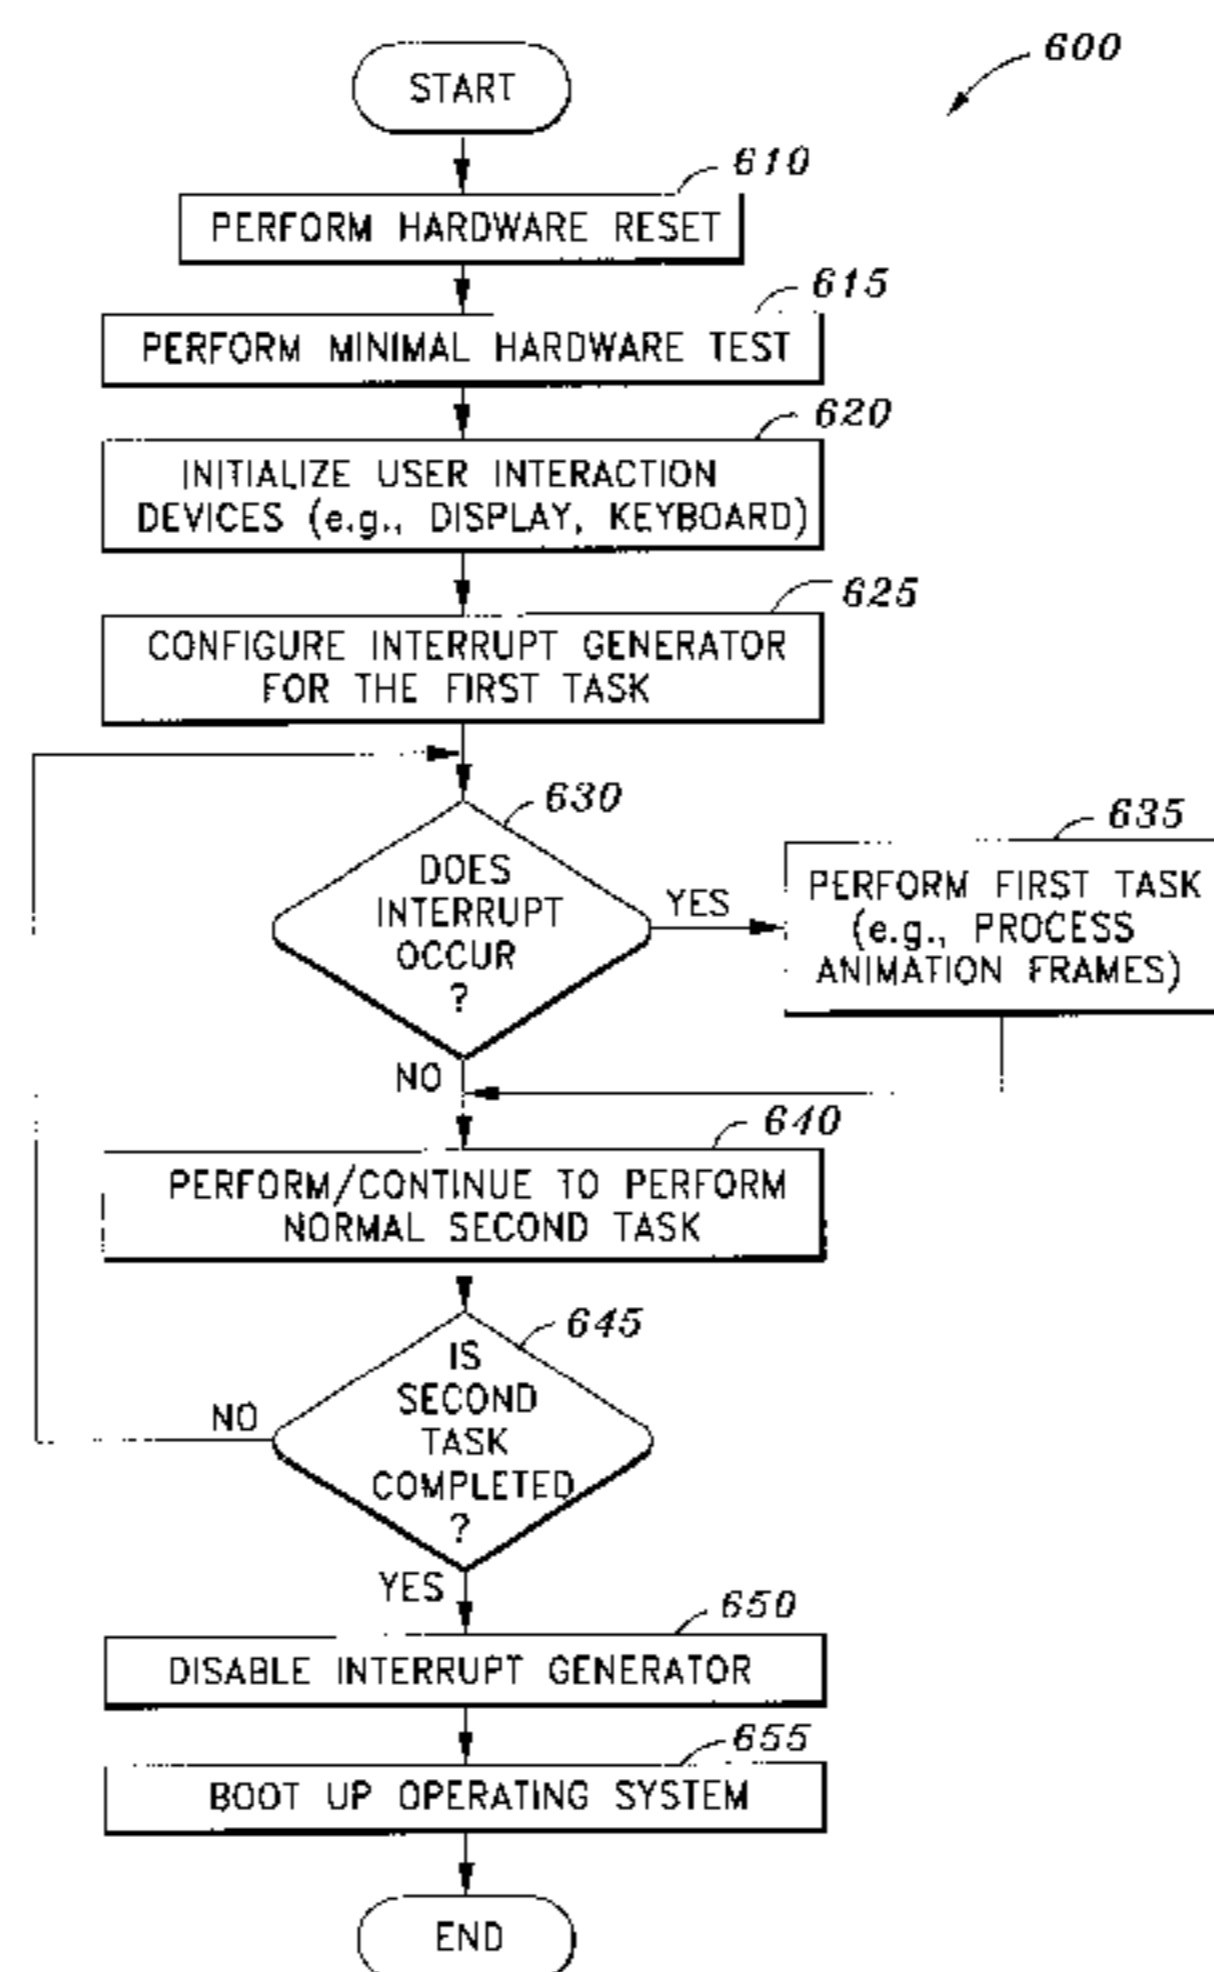 600
START
610
PERFORM HARDWARE RESET
615
PERFORM MINIMAL HARDWARE TEST
620
INITIALIZE USER INTERACTION
DEVICES (e.g., DISPLAY, KEYBOARD)
625
CONFIGURE INTERRUPT GENERATOR
FOR THE FIRST TASK
630
DOES
INTERRUPT
OCCUR
?
YES
635
PERFORM FIRST TASK
(e.g., PROCESS
ANIMATION FRAMES)
NO
640
PERFORM/CONTINUE TO PERFORM
NORMAL SECOND TASK
645
IS
SECOND
TASK
COMPLETED
?
NO
YES
650
DISABLE INTERRUPT GENERATOR
655
BOOT UP OPERATING SYSTEM
END